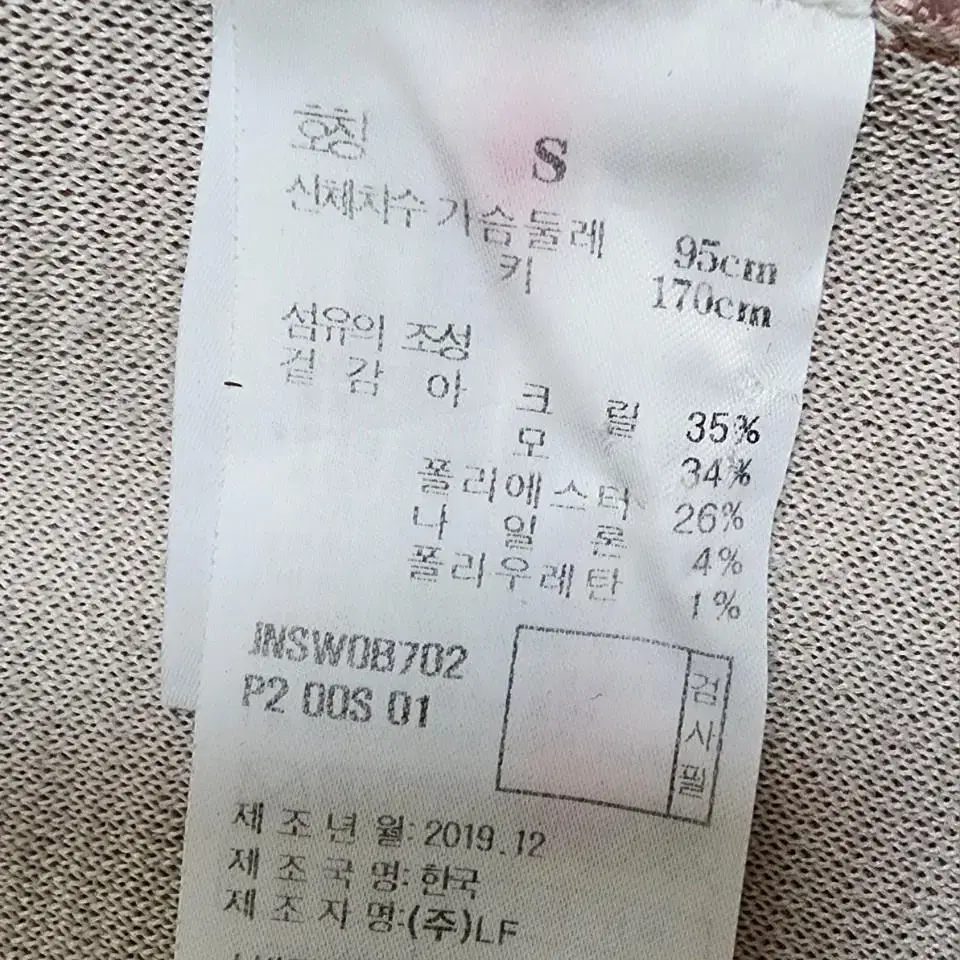 호칭 S
신체치수 가슴둘레 95cm
키 170cm
섬유의 조성
겉감 아크릴 35%
모 34%
폴리에스터 26%
나일론 4%
폴리우레탄 1%
JNSW0B702
P2 00S 01
검사필
제조년월: 2019.12
제조국명: 한국
제조자명:(주)LF